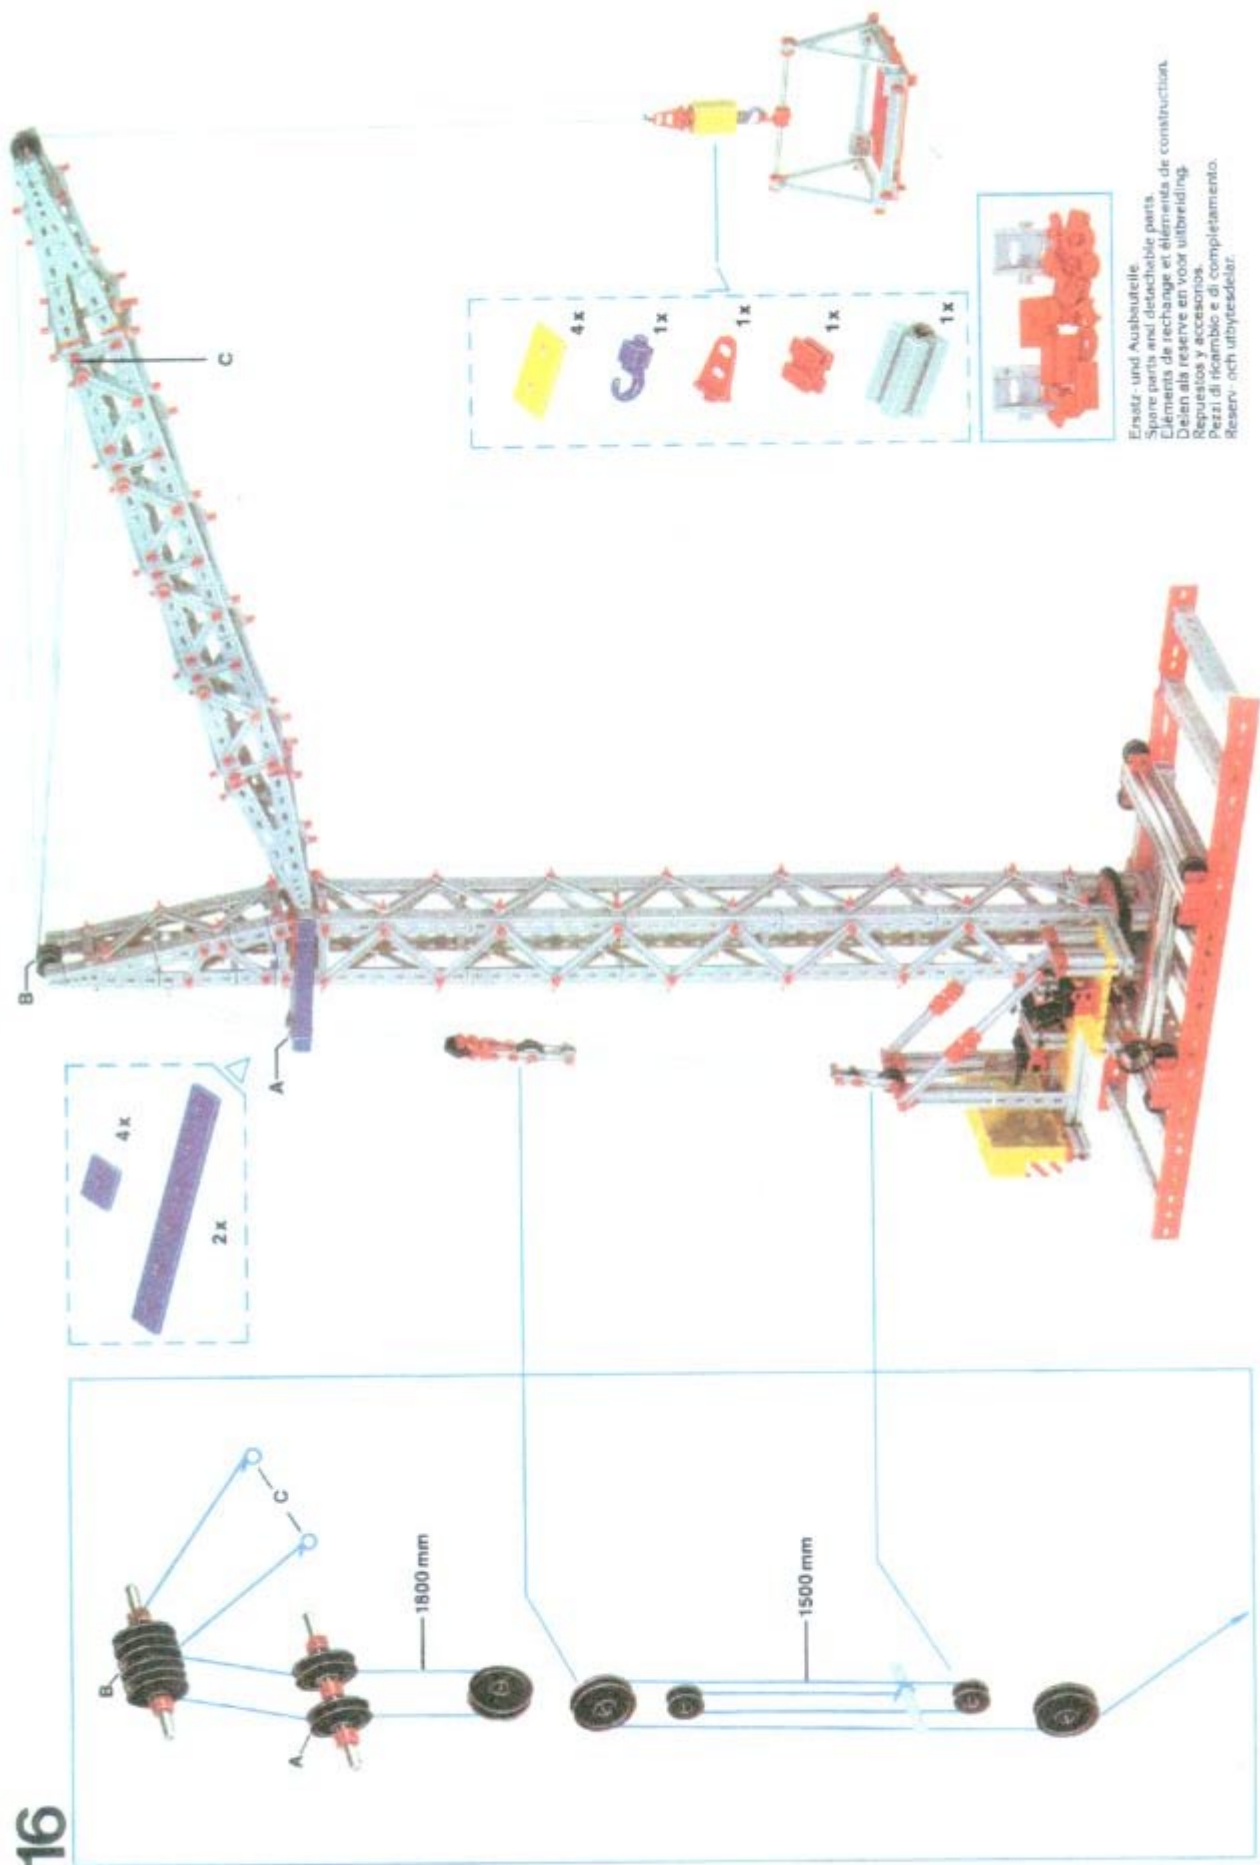 16
B
C
A
1800 mm
1500 mm
4x
2x
B
A
C
4x
1x
1x
1x
1x
Ersatz- und Ausbauteile.
Spare parts and detachable parts.
Eléments de rechange et éléments de construction.
Delen als reserve en voor uitbreiding.
Repuestos y accesorios.
Pezzi di ricambio e di completamento.
Reserv- och utbytesdelar.